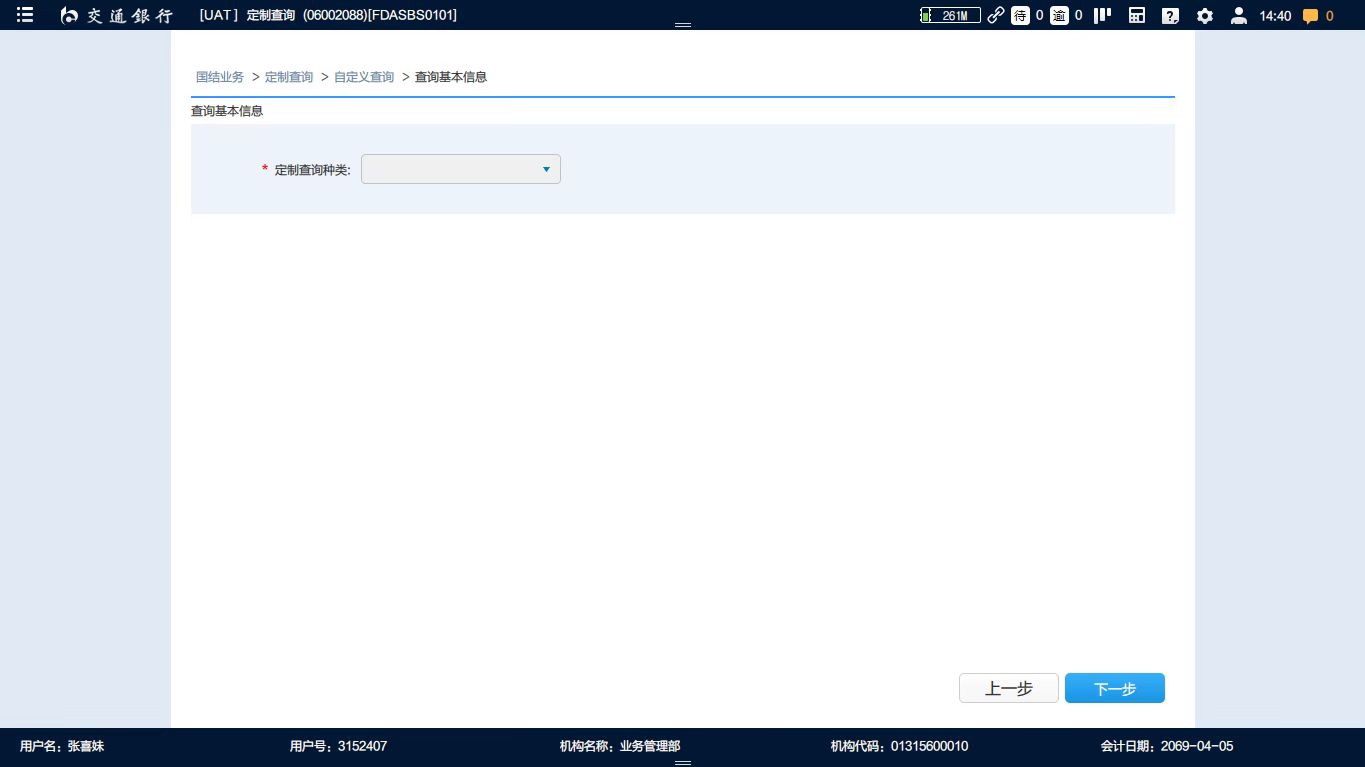 交通銀行 [UAT] 定制查询 (06002088)[FDASBS0101] 261M 待 0 逾 0 ? 14:40 0
国结业务 > 定制查询 > 自定义查询 > 查询基本信息
查询基本信息
* 定制查询种类:
上一步 下一步
用户名：张喜妹 用户号：3152407 机构名称：业务管理部 机构代码：01315600010 会计日期：2069-04-05